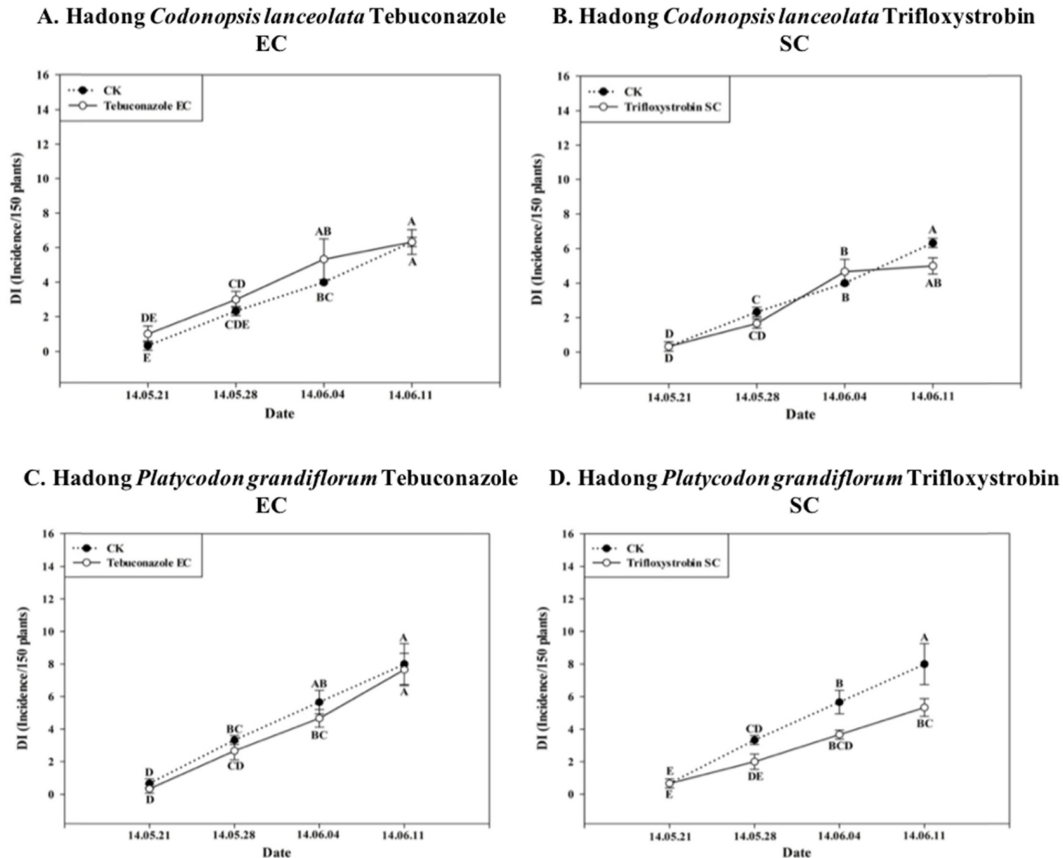 A. Hadong Codonopsis lanceolata Tebuconazole
EC
16
14
12
10
8
6
4
2
0
DI (Incidence/150 plants)
CK
Tebuconazole EC
DE
E
CD
CDE
AB
BC
A
A
14.05.21
14.05.28
14.06.04
14.06.11
Date
B. Hadong Codonopsis lanceolata Trifloxystrobin
SC
16
14
12
10
8
6
4
2
0
DI (Incidence/150 plants)
CK
Trifloxystrobin SC
D
D
C
CD
B
B
A
AB
14.05.21
14.05.28
14.06.04
14.06.11
Date
C. Hadong Platycodon grandiflorum Tebuconazole
EC
16
14
12
10
8
6
4
2
0
DI (Incidence/150 plants)
CK
Tebuconazole EC
D
D
BC
CD
AB
BC
A
A
14.05.21
14.05.28
14.06.04
14.06.11
Date
D. Hadong Platycodon grandiflorum Trifloxystrobin
SC
16
14
12
10
8
6
4
2
0
DI (Incidence/150 plants)
CK
Trifloxystrobin SC
E
E
CD
DE
B
BCD
A
BC
14.05.21
14.05.28
14.06.04
14.06.11
Date